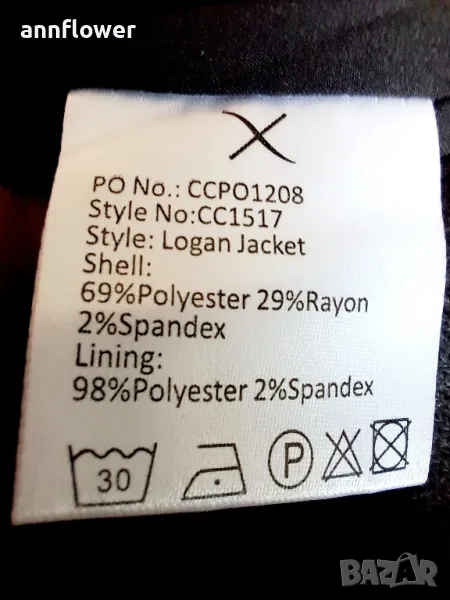 annflower
PO No.: CCPO1208
Style No:CC1517
Style: Logan Jacket
Shell:
69%Polyester 29%Rayon
2%Spandex
Lining:
98%Polyester 2%Spandex
30
P
BAZAR